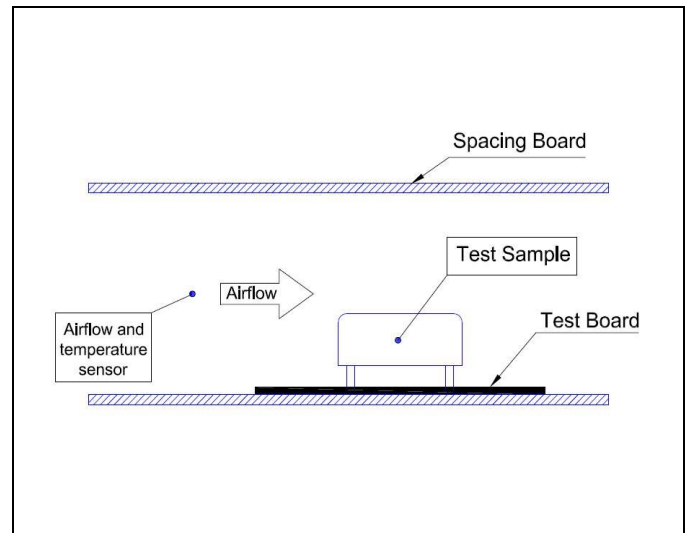 Spacing Board
Test Sample
Airflow
Test Board
Airflow and
temperature
sensor